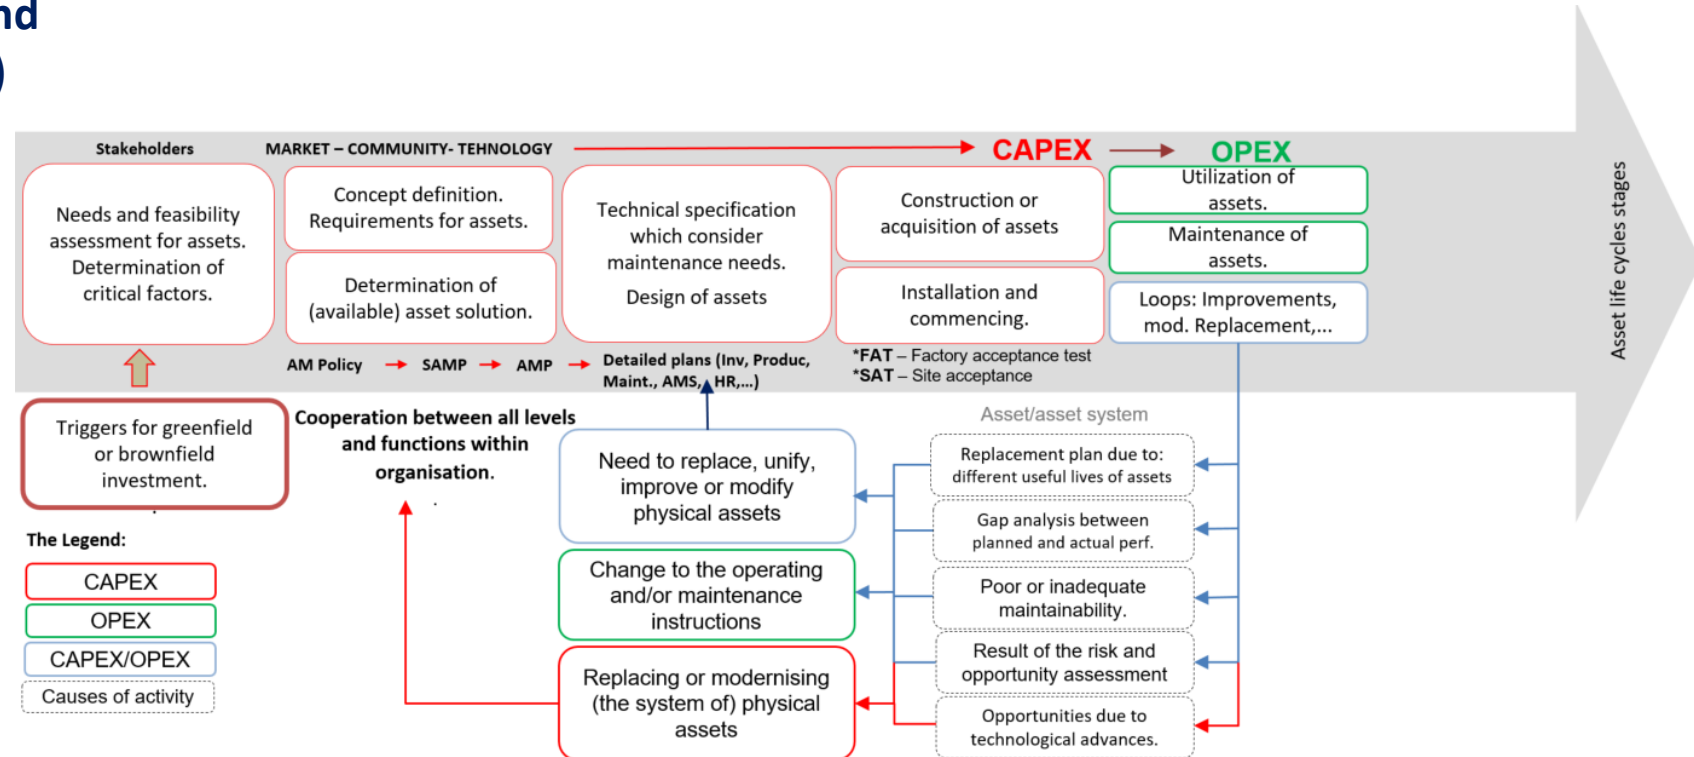 nd
)
Stakeholders
MARKET – COMMUNITY- TEHNOLOGY
CAPEX
OPEX
Needs and feasibility
assessment for assets.
Determination of
critical factors.
Concept definition.
Requirements for assets.
Determination of
(available) asset solution.
Technical specification
which consider
maintenance needs.
Design of assets
Construction or
acquisition of assets
Installation and
commencing.
Utilization of
assets.
Maintenance of
assets.
Loops: Improvements,
mod. Replacement,...
Asset life cycles stages
AM Policy
SAMP
AMP
Detailed plans (Inv, Produc,
Maint., AMS, HR,...)
*FAT – Factory acceptance test
*SAT – Site acceptance
Triggers for greenfield
or brownfield
investment.
.
Cooperation between all levels
and functions within
organisation.
.
Need to replace, unify,
improve or modify
physical assets
Change to the operating
and/or maintenance
instructions
Replacing or modernising
(the system of) physical
assets
Asset/asset system
Replacement plan due to:
different useful lives of assets
Gap analysis between
planned and actual perf.
Poor or inadequate
maintainability.
Result of the risk and
opportunity assessment
Opportunities due to
technological advances.
The Legend:
CAPEX
OPEX
CAPEX/OPEX
Causes of activity